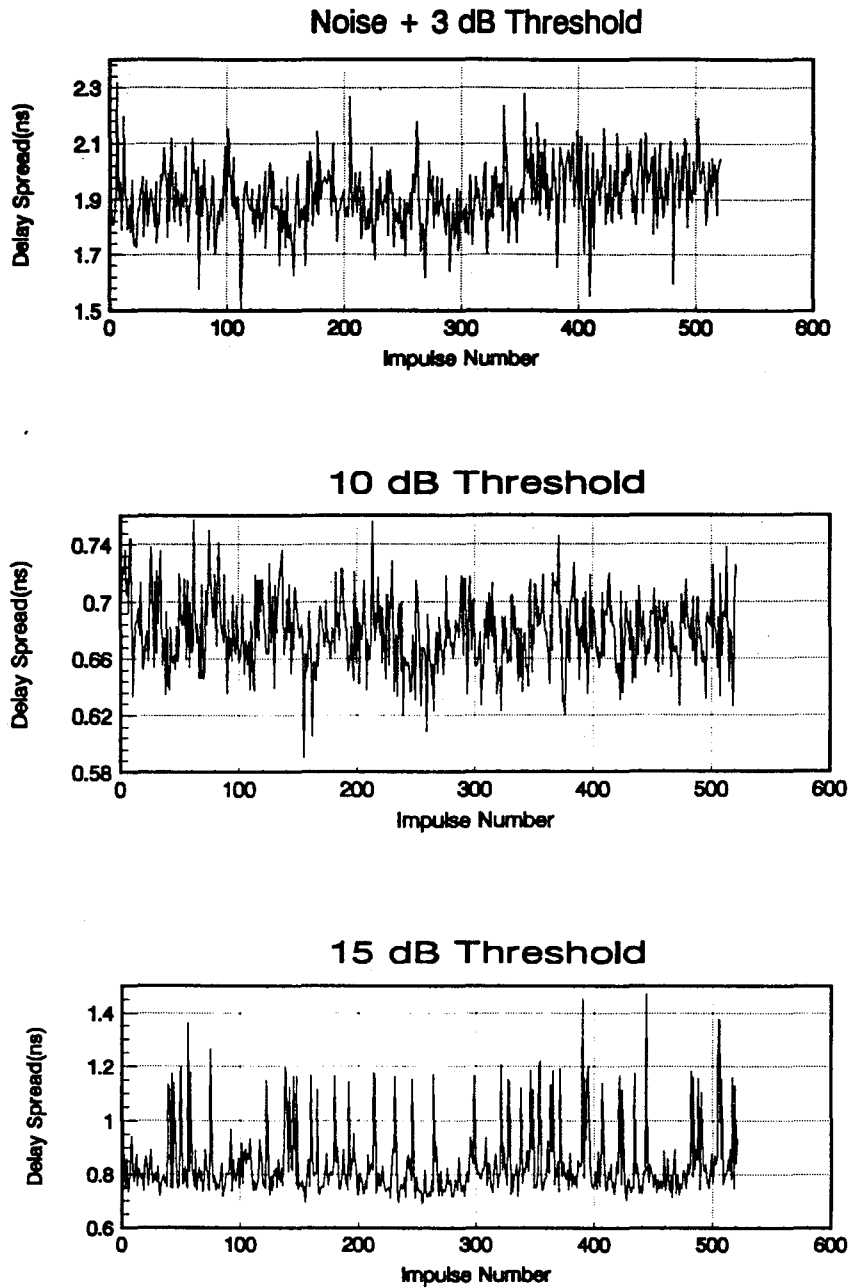 Noise + 3 dB Threshold
Delay Spread(ns)
2.3
2.1
1.9
1.7
1.5
0 100 200 300 400 500 600
Impulse Number
10 dB Threshold
Delay Spread(ns)
0.74
0.7
0.66
0.62
0.58
0 100 200 300 400 500 600
Impulse Number
15 dB Threshold
Delay Spread(ns)
1.4
1.2
1
0.8
0.6
0 100 200 300 400 500 600
Impulse Number